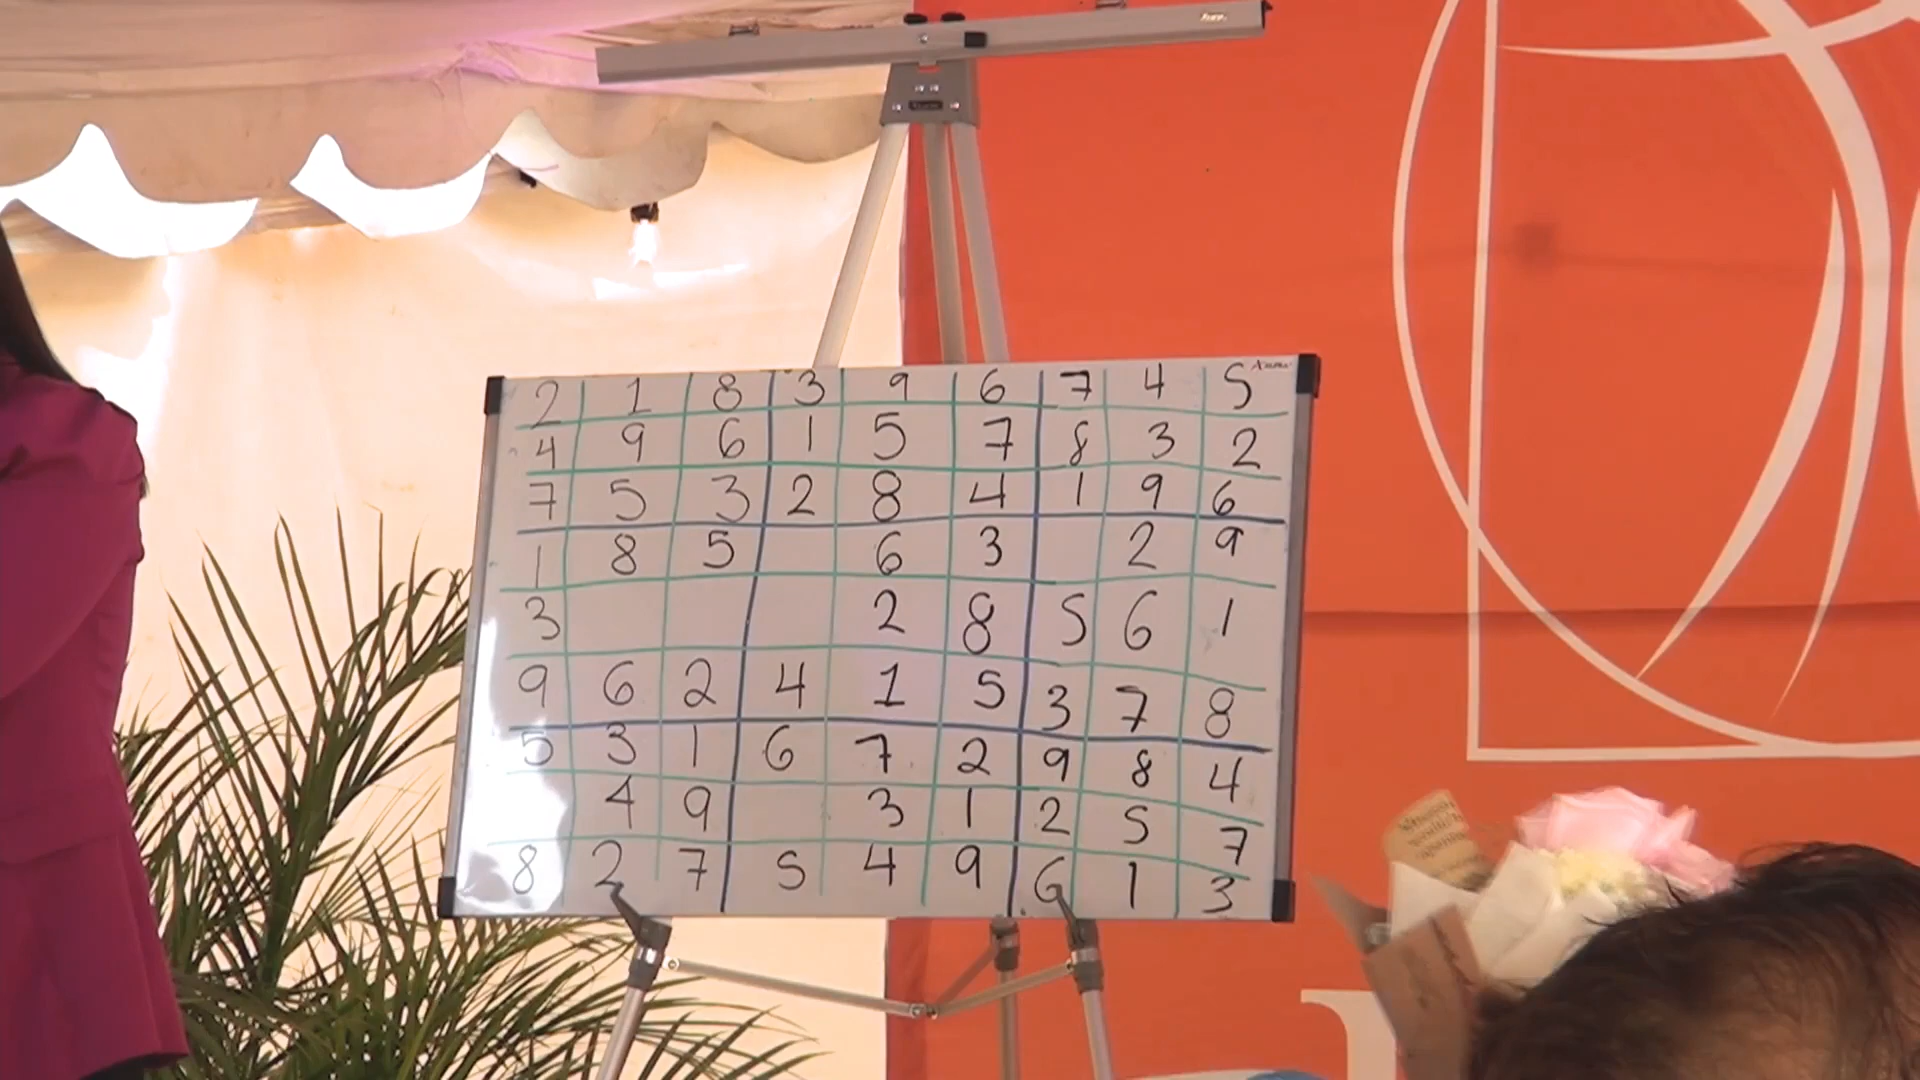 2 1 8 3 9 6 7 4 5
4 9 6 1 5 7 8 3 2
7 5 3 2 8 4 1 9 6
1 8 5 6 3 2 9
3 2 8 5 6 1
9 6 2 4 1 5 3 7 8
5 3 1 6 7 2 9 8 4
4 9 3 1 2 5 7
8 2 7 5 4 9 6 1 3